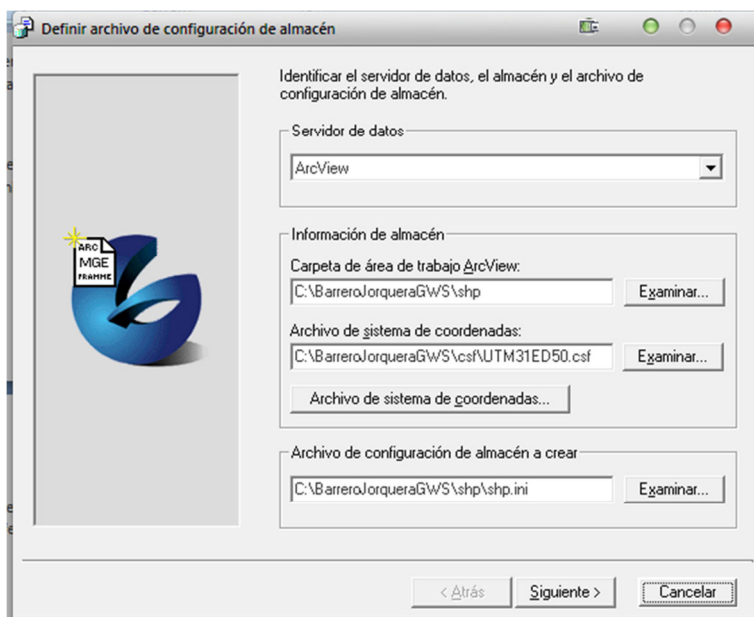 Definir archivo de configuración de almacén
Identificar el servidor de datos, el almacén y el archivo de
configuración de almacén.
Servidor de datos
ArcView
ARC
MGE
FRAMME
Información de almacén
Carpeta de área de trabajo ArcView:
C:\BarreroJorqueraGWS\shp
Examinar...
Archivo de sistema de coordenadas:
C:\BarreroJorqueraGWS\csf\UTM31ED50.csf
Examinar...
Archivo de sistema de coordenadas...
Archivo de configuración de almacén a crear
C:\BarreroJorqueraGWS\shp\shp.ini
Examinar...
< Atrás
Siguiente >
Cancelar